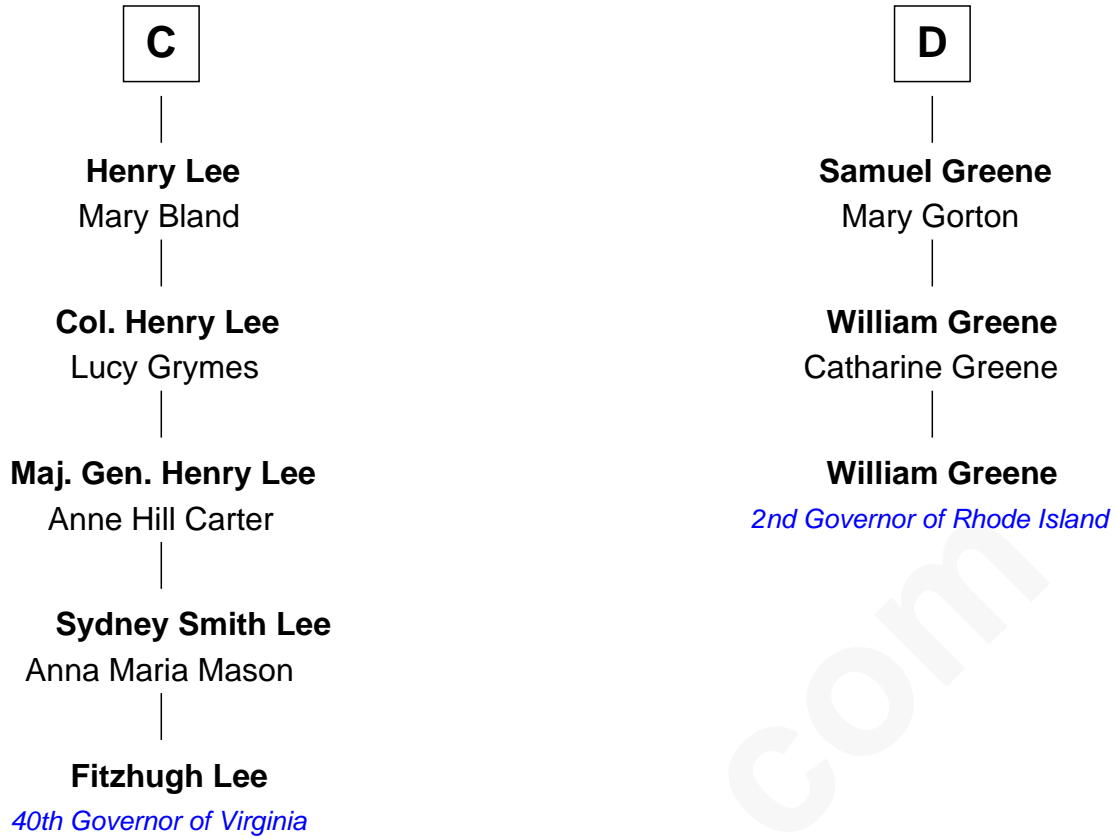 C
Henry Lee
Mary Bland
Col. Henry Lee
Lucy Grymes
Maj. Gen. Henry Lee
Anne Hill Carter
Sydney Smith Lee
Anna Maria Mason
Fitzhugh Lee
40th Governor of Virginia
D
Samuel Greene
Mary Gorton
William Greene
Catharine Greene
William Greene
2nd Governor of Rhode Island
com